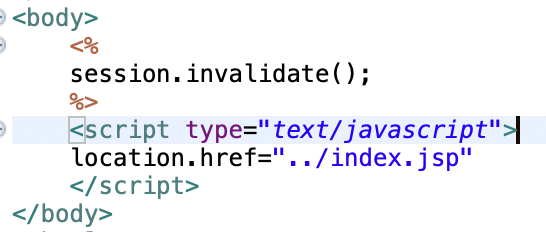 <body>
<%
session.invalidate();
%>
<script type="text/javascript">
location.href="../index.jsp"
</script>
</body>